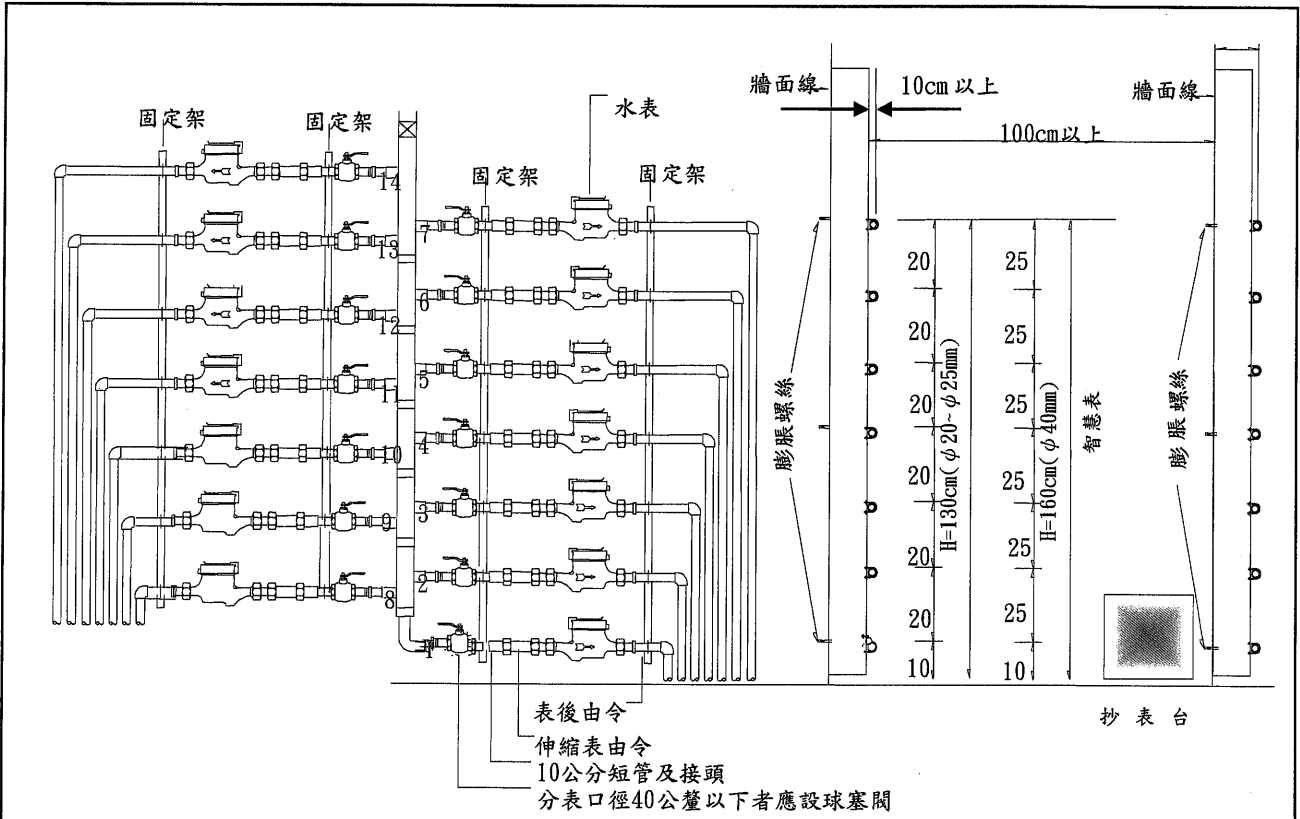 固定架
固定架
固定架
水表
固定架
牆面線
10cm以上
100cm以上
牆面線
14
13
12
11
10
9
8
7
6
5
4
3
2
1
膨脹螺絲
20
20
20
20
20
20
10
H=130cm(φ20~φ25mm)
25
25
25
25
25
25
10
H=160cm(φ40mm)
智慧表
膨脹螺絲
抄表台
表後由令
伸縮表由令
10公分短管及接頭
分表口徑40公釐以下者應設球塞閥